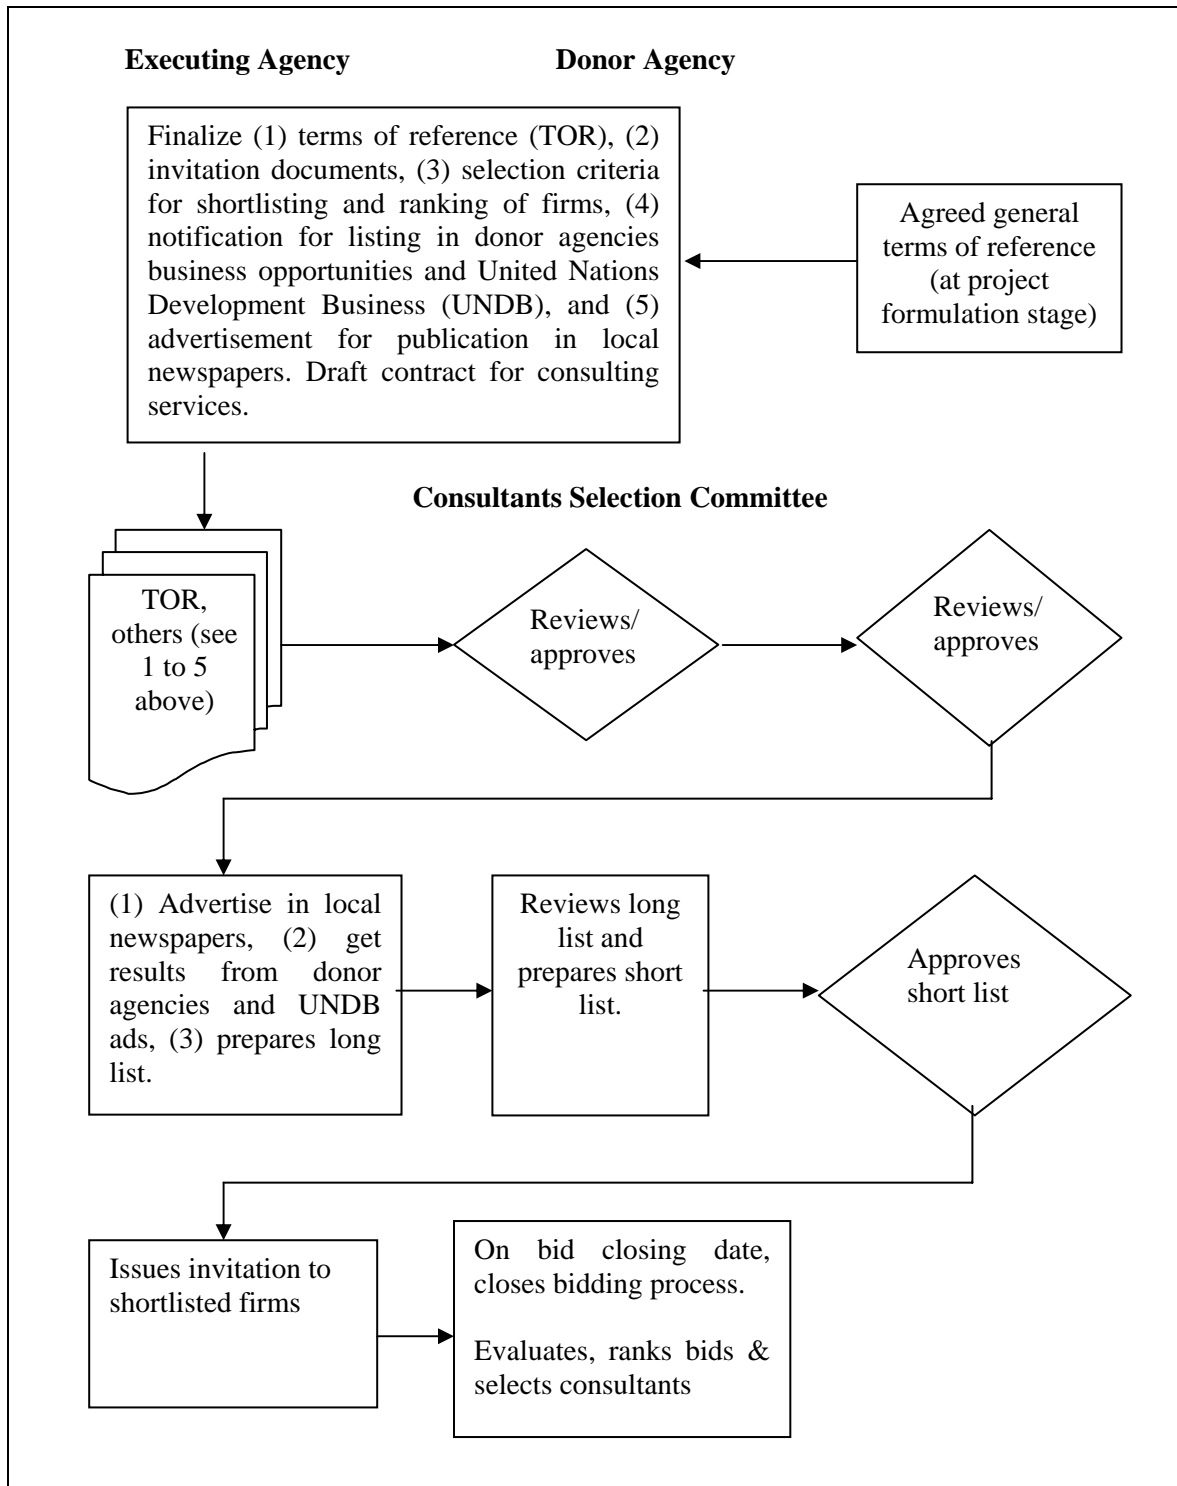 Executing Agency
Donor Agency
Finalize (1) terms of reference (TOR), (2)
invitation documents, (3) selection criteria
for shortlisting and ranking of firms, (4)
notification for listing in donor agencies
business opportunities and United Nations
Development Business (UNDB), and (5)
advertisement for publication in local
newspapers. Draft contract for consulting
services.
Agreed general
terms of reference
(at project
formulation stage)
Consultants Selection Committee
TOR,
others (see
1 to 5
above)
Reviews/
approves
Reviews/
approves
(1) Advertise in local
newspapers, (2) get
results from donor
agencies and UNDB
ads, (3) prepares long
list.
Reviews long
list and
prepares short
list.
Approves
short list
Issues invitation to
shortlisted firms
On bid closing date,
closes bidding process.
Evaluates, ranks bids &
selects consultants